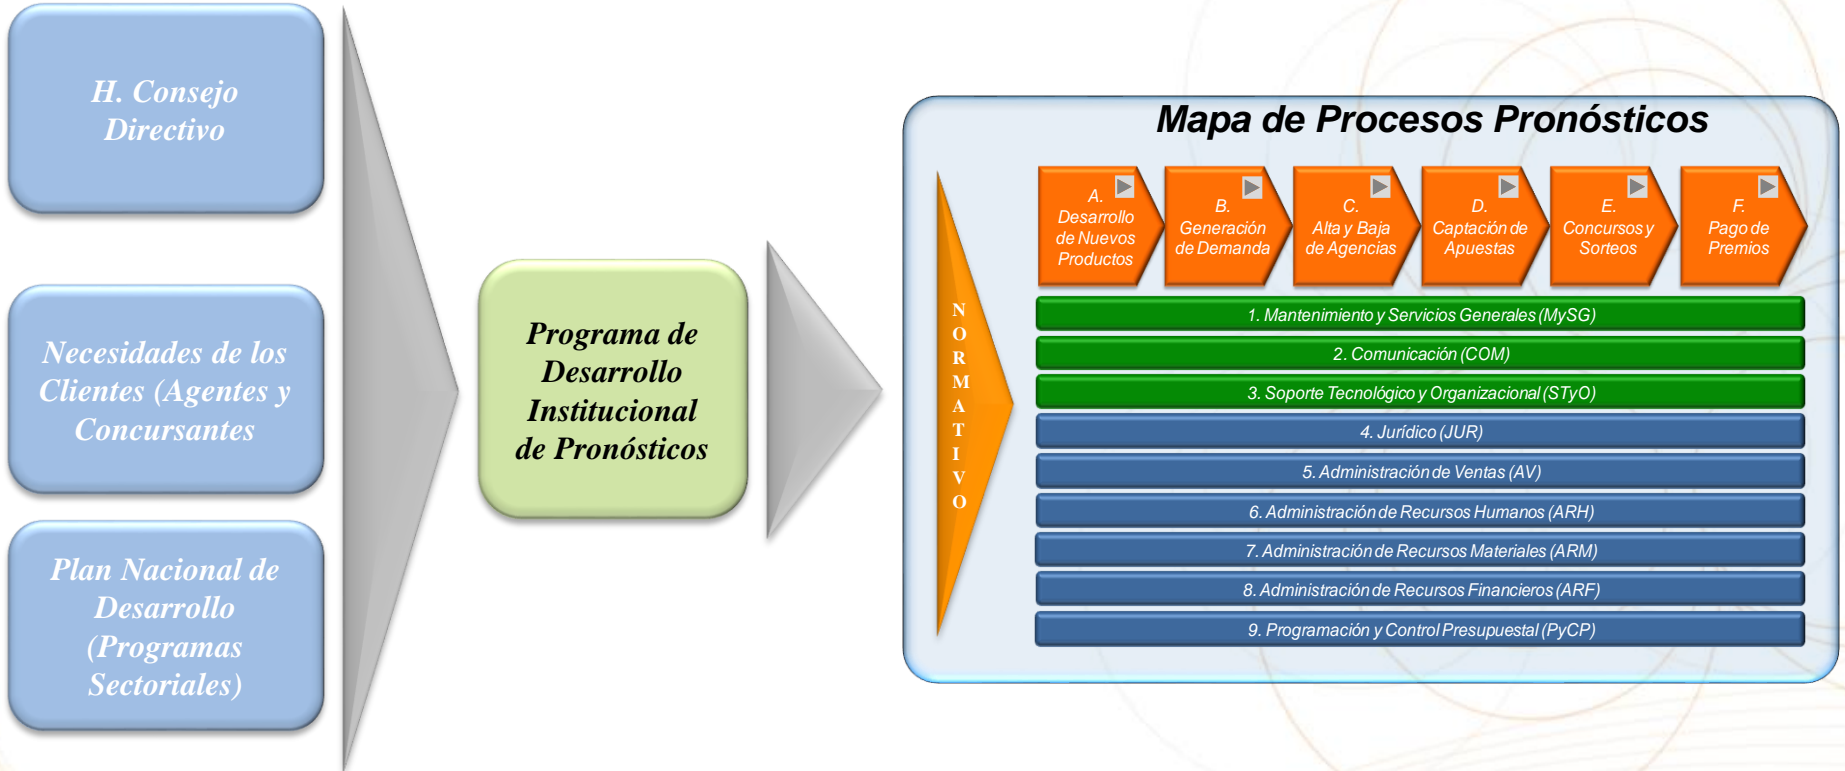 H. Consejo
Directivo
Necesidades de los
Clientes (Agentes y
Concursantes
Plan Nacional de
Desarrollo
(Programas
Sectoriales)
Programa de
Desarrollo
Institucional
de Pronósticos
Mapa de Procesos Pronósticos
NORMATIVO
A.
Desarrollo
de Nuevos
Productos
B.
Generación
de Demanda
C.
Alta y Baja
de Agencias
D.
Captación de
Apuestas
E.
Concursos y
Sorteos
F.
Pago de
Premios
1. Mantenimiento y Servicios Generales (MySG)
2. Comunicación (COM)
3. Soporte Tecnológico y Organizacional (STyO)
4. Jurídico (JUR)
5. Administración de Ventas (AV)
6. Administración de Recursos Humanos (ARH)
7. Administración de Recursos Materiales (ARM)
8. Administración de Recursos Financieros (ARF)
9. Programación y Control Presupuestal (PyCP)